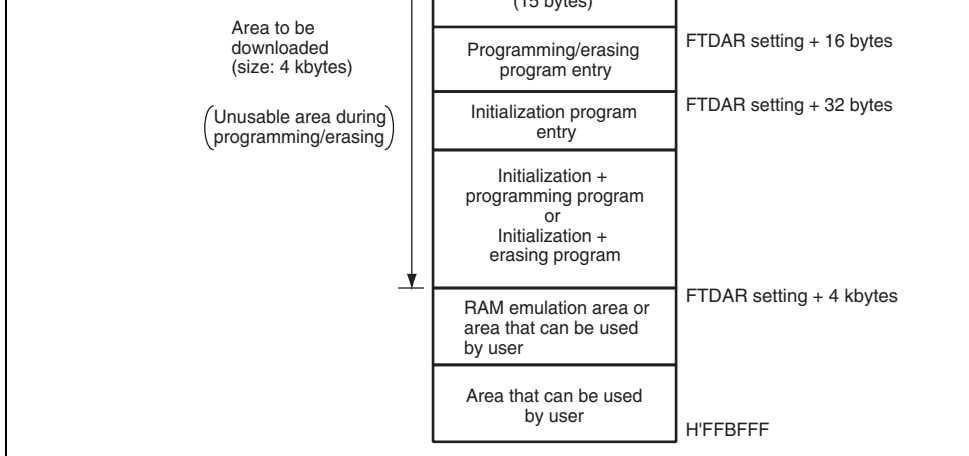 (15 bytes)
Area to be
downloaded
(size: 4 kbytes)
(Unusable area during
programming/erasing)
Programming/erasing
program entry
FTDAR setting + 16 bytes
Initialization program
entry
FTDAR setting + 32 bytes
Initialization +
programming program
or
Initialization +
erasing program
FTDAR setting + 4 kbytes
RAM emulation area or
area that can be used
by user
Area that can be used
by user
H'FFBFFF